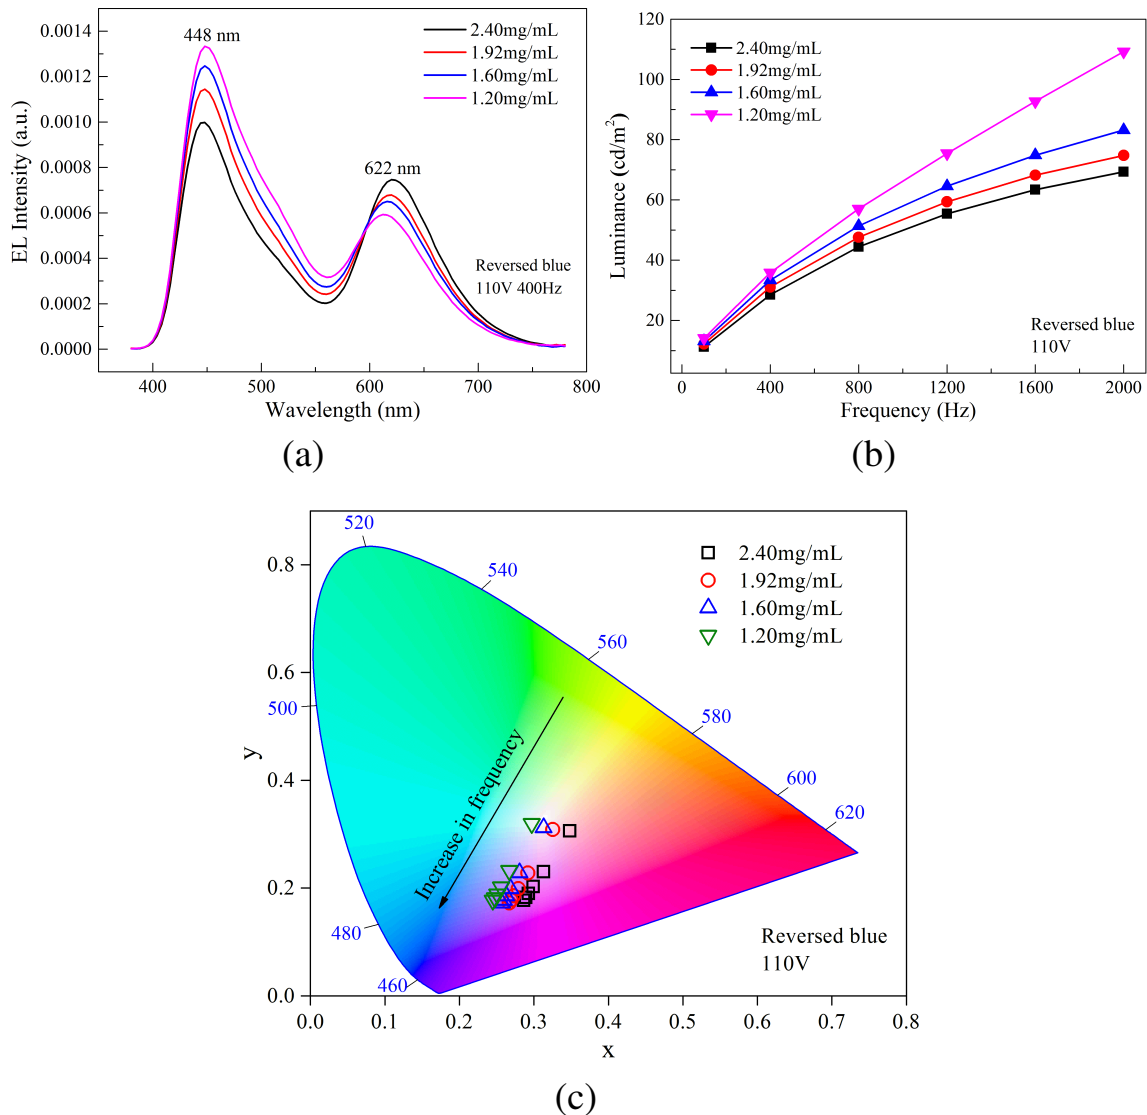 0.0014
0.0012
0.0010
0.0008
0.0006
0.0004
0.0002
0.0000
EL Intensity (a.u.)
448 nm
622 nm
2.40mg/mL
1.92mg/mL
1.60mg/mL
1.20mg/mL
Reversed blue
110V 400Hz
400
500
600
700
800
Wavelength (nm)
(a)
120
100
80
60
40
20
Luminance (cd/m²)
2.40mg/mL
1.92mg/mL
1.60mg/mL
1.20mg/mL
Reversed blue
110V
0
400
800
1200
1600
2000
Frequency (Hz)
(b)
0.8
0.6
0.4
0.2
0.0
y
520
540
560
580
600
620
500
480
460
Increase in frequency
2.40mg/mL
1.92mg/mL
1.60mg/mL
1.20mg/mL
Reversed blue
110V
0.0
0.1
0.2
0.3
0.4
0.5
0.6
0.7
0.8
x
(c)